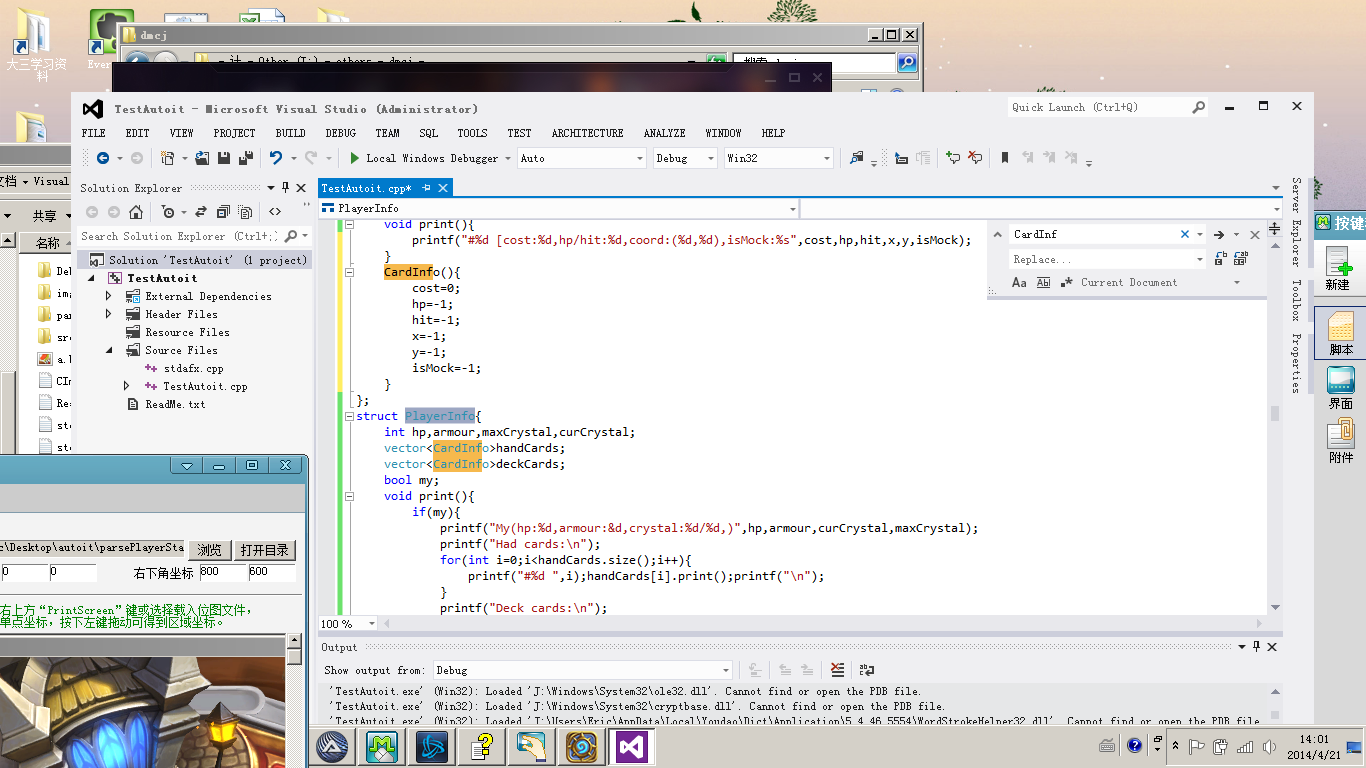 大三学习资
料
Ever
dmcj
Other (I:)
others
dmcj
TestAutoit - Microsoft Visual Studio (Administrator)
Quick Launch (Ctrl+Q)
FILE EDIT VIEW PROJECT BUILD DEBUG TEAM SQL TOOLS TEST ARCHITECTURE ANALYZE WINDOW HELP
Local Windows Debugger Auto Debug Win32
文档 Visual
共享
名称
Solution Explorer
Search Solution Explorer (Ctrl+;)
Solution 'TestAutoit' (1 project)
TestAutoit
External Dependencies
Header Files
Resource Files
Source Files
stdafx.cpp
TestAutoit.cpp
ReadMe.txt
TestAutoit.cpp*
PlayerInfo
void print(){
printf("#%d [cost:%d,hp/hit:%d,coord:(%d,%d),isMock:%s",cost,hp,hit,x,y,isMock);
}
CardInfo(){
cost=0;
hp=-1;
hit=-1;
x=-1;
y=-1;
isMock=-1;
}
};
struct PlayerInfo{
int hp,armour,maxCrystal,curCrystal;
vector<CardInfo>handCards;
vector<CardInfo>deckCards;
bool my;
void print(){
if(my){
printf("My(hp:%d,armour:&d,crystal:%d/%d,)",hp,armour,curCrystal,maxCrystal);
printf("Had cards:\n");
for(int i=0;i<handCards.size();i++){
printf("#%d ",i);handCards[i].print();printf("\n");
}
printf("Deck cards:\n");
100 %
CardInf
Replace...
Aa Ab Current Document
Server Explorer
Toolbox
Properties
按键
新建
脚本
界面
附件
Output
Show output from: Debug
'TestAutoit.exe' (Win32): Loaded 'J:\Windows\System32\ole32.dll'. Cannot find or open the PDB file.
'TestAutoit.exe' (Win32): Loaded 'J:\Windows\System32\cryptbase.dll'. Cannot find or open the PDB file.
'TestAutoit.exe' (Win32): Loaded 'J:\Users\Eric\AppData\Local\Youdao\Dict\Application\5.4.46.5554\WordStrokeHelper32.dll'. Cannot find or open the PDB file.
c\Desktop\autoit\parsePlayerSta 浏览 打开目录
0 0 右下角坐标 800 600
右上方“PrintScreen”键或选择载入位图文件，
单点坐标，按下左键拖动可得到区域坐标。
14:01
2014/4/21